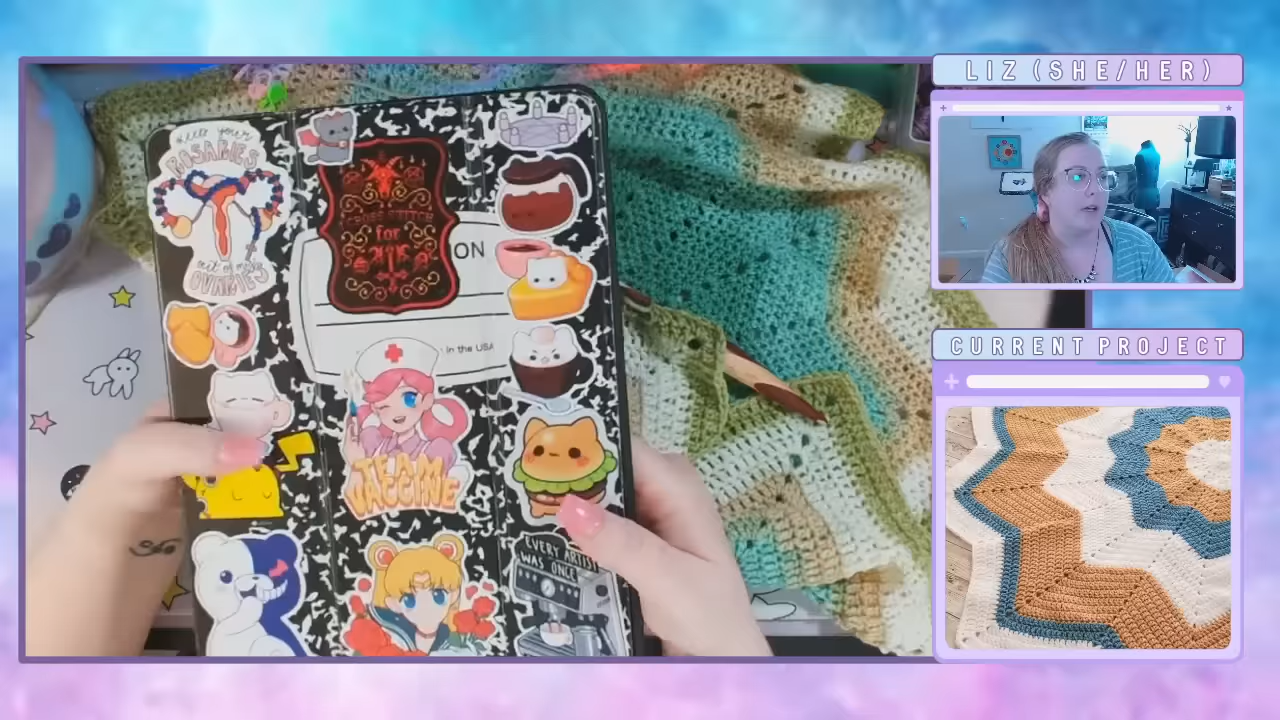 LIZ (SHE/HER)
KEEP YOUR
ROSARIES
OUT OF MY
OVARIES
CROSS STITCH
for
ON
in the USA
TEAM
VACCINE
EVERY ARTIST
WAS ONCE
CURRENT PROJECT